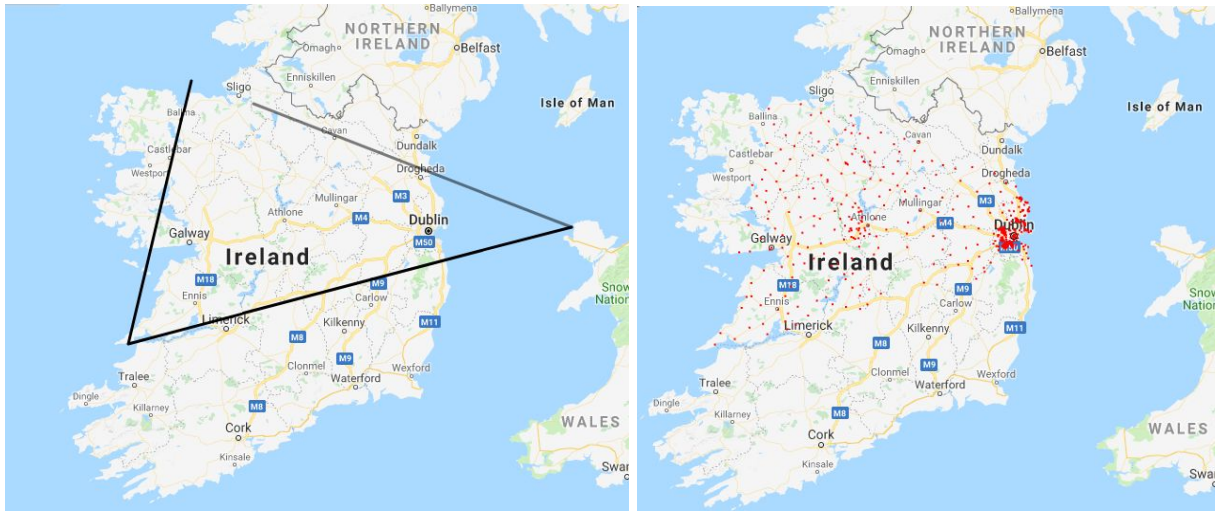 Ballymena
NORTHERN
IRELAND
Omagh
Belfast
Enniskillen
Sligo
Isle of Man
Ballina
Cavan
Dundalk
Castlebar
Westport
Drogheda
M3
Mullingar
Athlone
M4
Dublin
Galway
M50
Ireland
M18
M9
Ennis
Carlow
Limerick
Kilkenny
M11
M8
M9
Clonmel
Wexford
Tralee
Waterford
Dingle
Killarney
M8
Cork
Kinsale
Snow
Nation
WALES
Swan
Ballymena
NORTHERN
IRELAND
Omagh
Belfast
Enniskillen
Sligo
Isle of Man
Ballina
Cavan
Dundalk
Castlebar
Westport
Drogheda
M3
Mullingar
Athlone
M4
Dublin
Galway
Ireland
M18
M9
Ennis
Carlow
Limerick
Kilkenny
M11
M8
M9
Clonmel
Wexford
Tralee
Waterford
Dingle
Killarney
M8
Cork
Kinsale
Snow
Nation
WALES
Swa